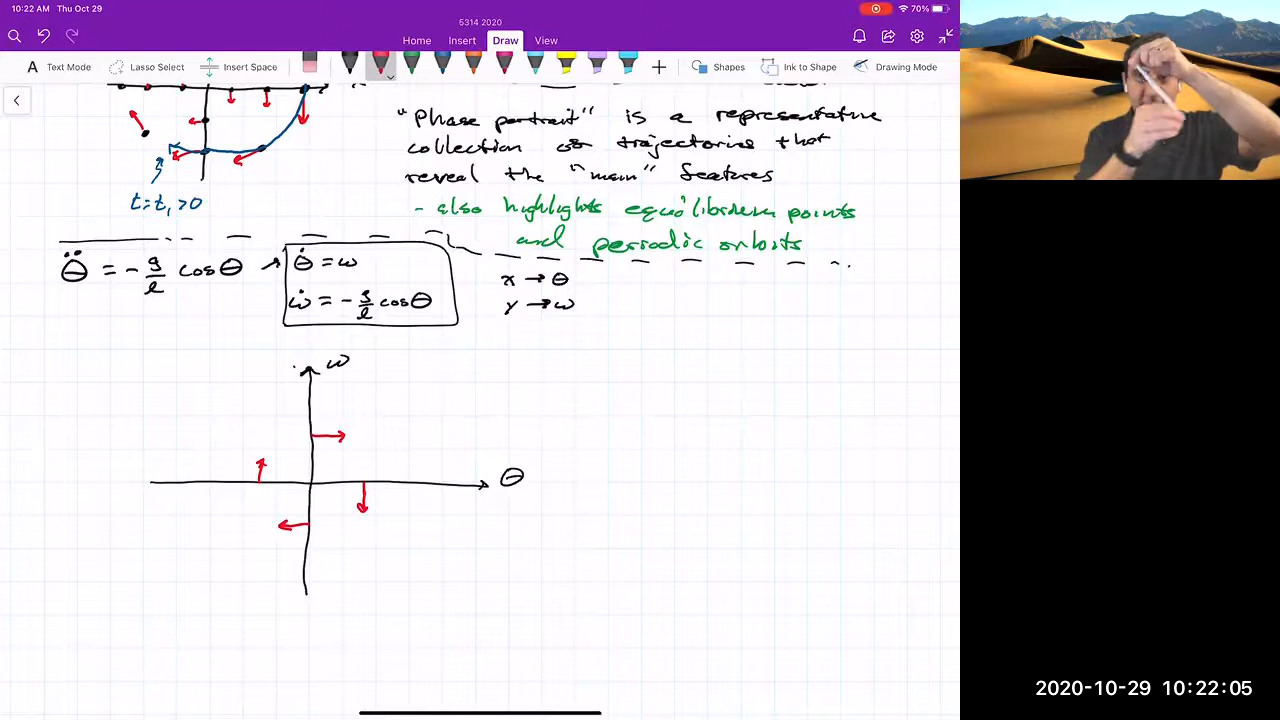 10:22 AM Thu Oct 29
70%
5314 2020
Home Insert Draw View
A Text Mode Lasso Select Insert Space + Shapes Ink to Shape Drawing Mode
"Phase portrait" is a representative
collection of trajectories that
reveal the "main" features
- also highlights equilibrium points
and periodic orbits
t=t₁>0
θ̈ = -g/l cosθ → θ̇ = ω
ω̇ = -g/l cosθ
x → θ
y → ω
ω
θ
2020-10-29 10:22:05